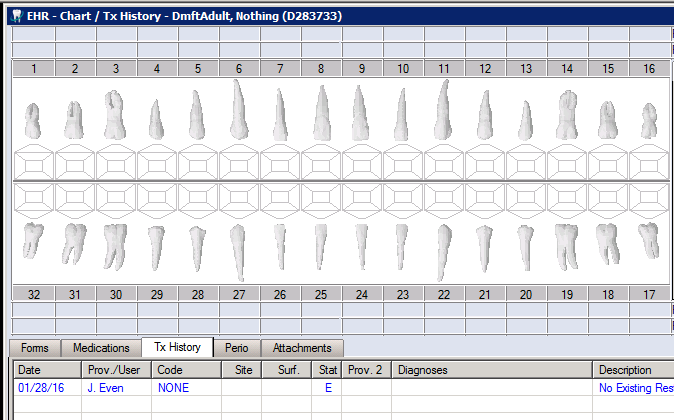 EHR - Chart / Tx History - DmftAdult, Nothing (D283733)
1 2 3 4 5 6 7 8 9 10 11 12 13 14 15 16
32 31 30 29 28 27 26 25 24 23 22 21 20 19 18 17
Forms Medications Tx History Perio Attachments
Date Prov./User Code Site Surf. Stat Prov. 2 Diagnoses Description
01/28/16 J. Even NONE E No Existing Res